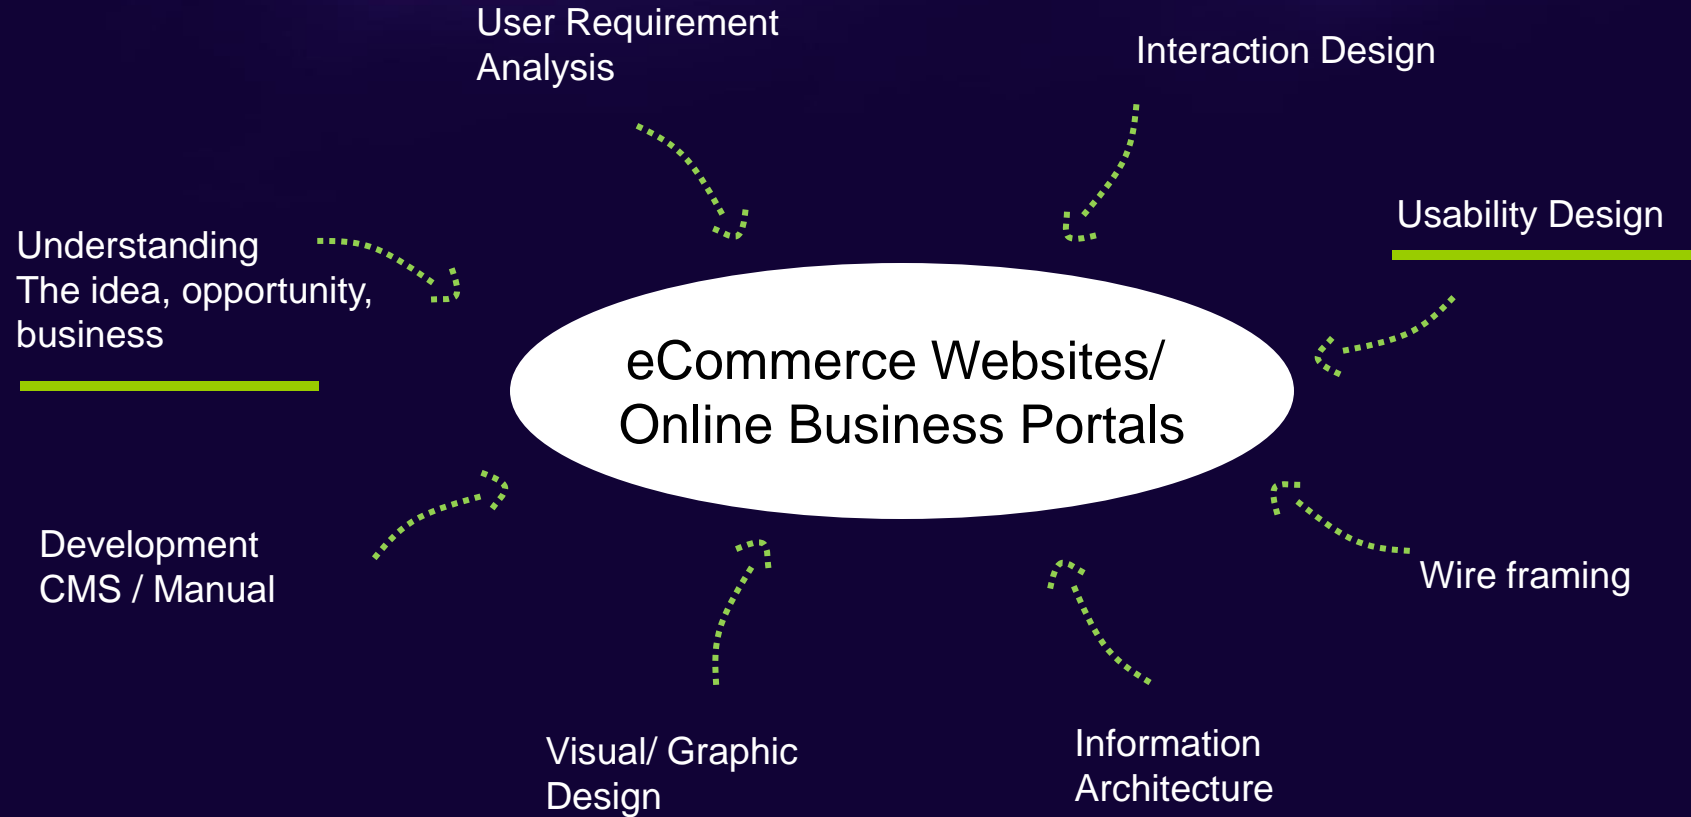 User Requirement
Analysis
Interaction Design
Usability Design
Understanding
The idea, opportunity,
business
eCommerce Websites/
Online Business Portals
Development
CMS / Manual
Wire framing
Visual/ Graphic
Design
Information
Architecture